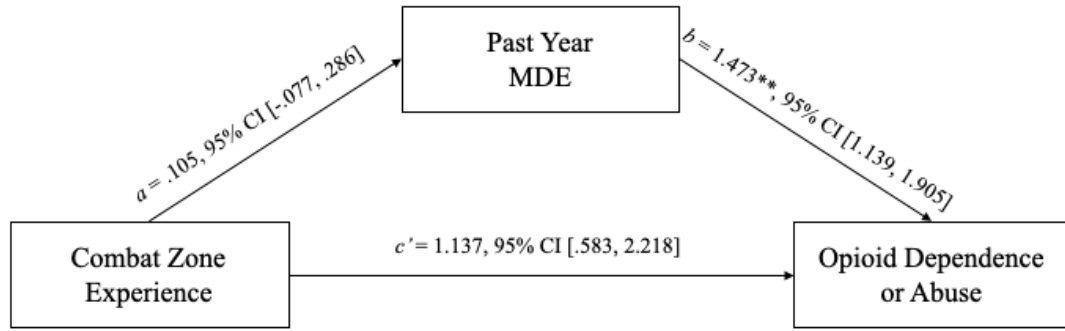 Past Year
MDE
a = .105, 95% CI [-.077, .286]
b = 1.473**, 95% CI [1.139, 1.905]
Combat Zone
Experience
c’= 1.137, 95% CI [.583, 2.218]
Opioid Dependence
or Abuse